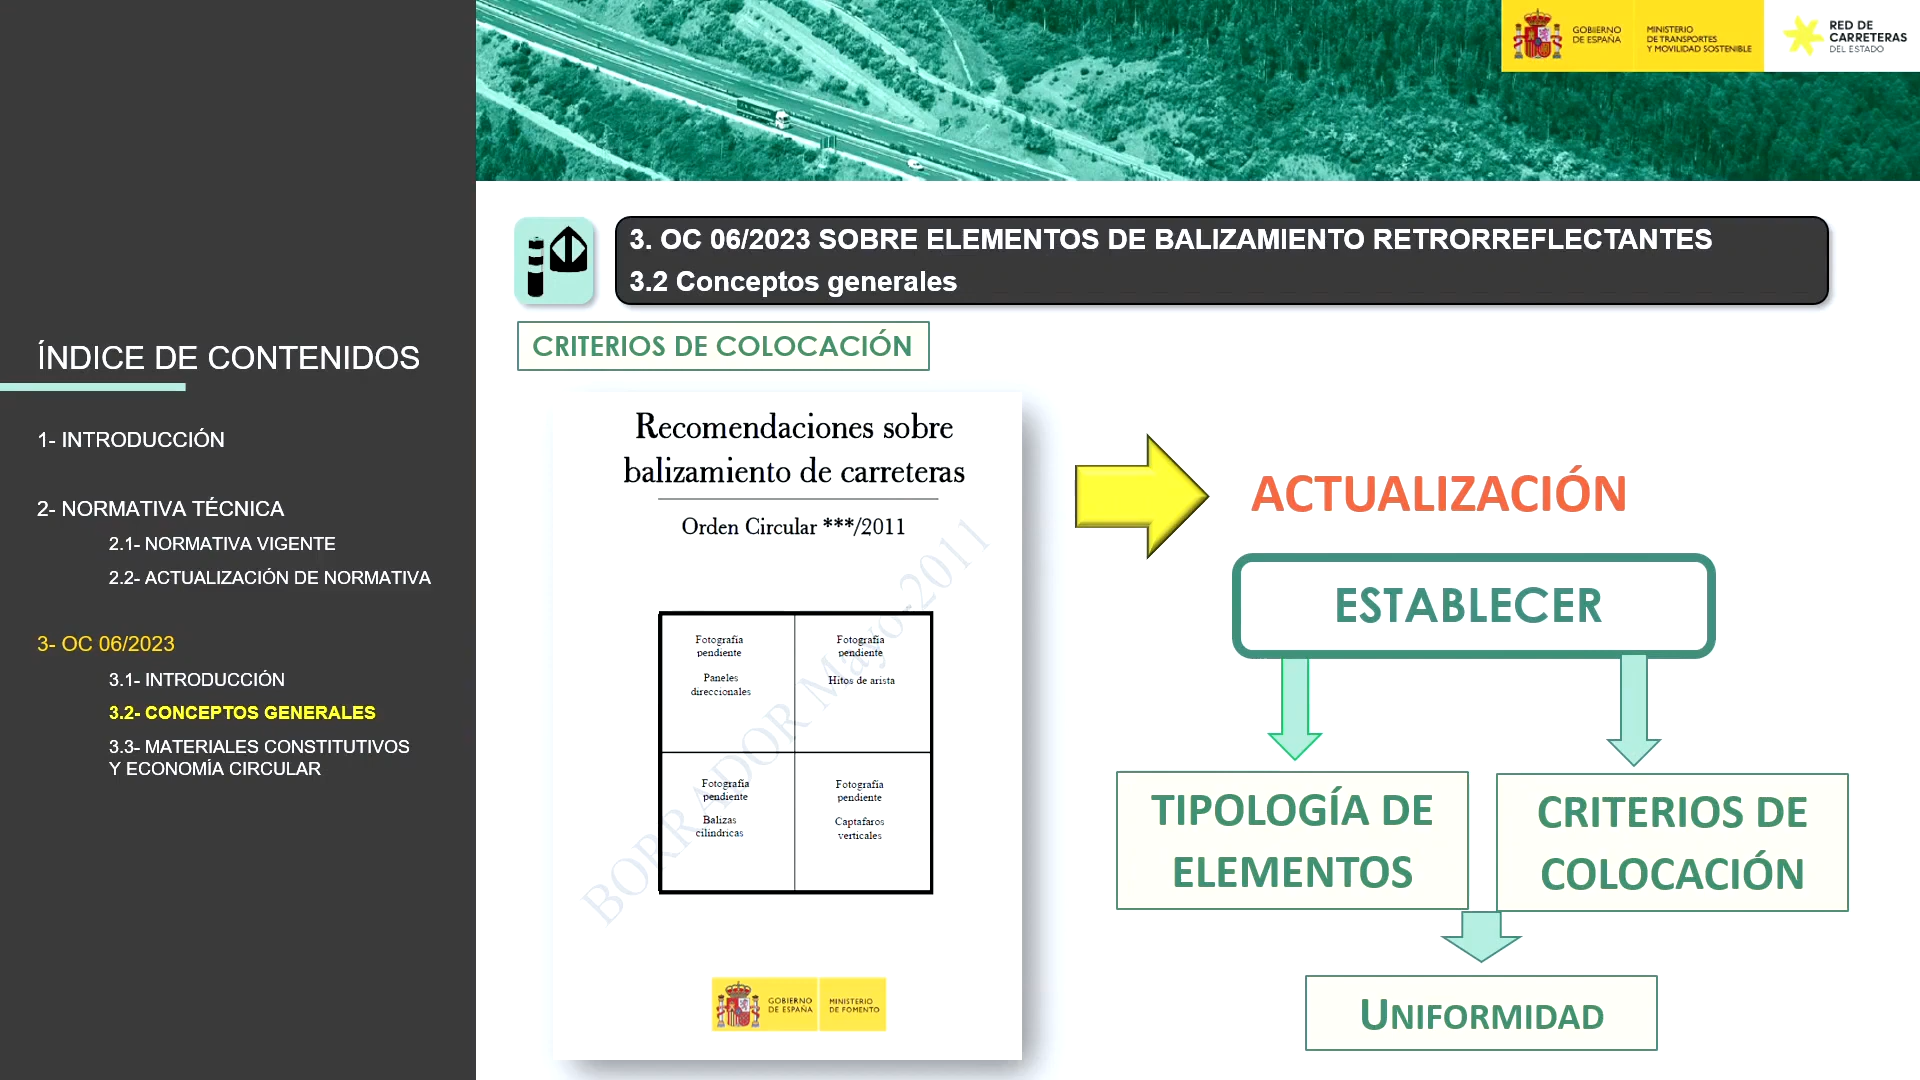 GOBIERNO
DE ESPAÑA
MINISTERIO
DE TRANSPORTES
Y MOVILIDAD SOSTENIBLE
RED DE
CARRETERAS
DEL ESTADO
ÍNDICE DE CONTENIDOS
1- INTRODUCCIÓN
2- NORMATIVA TÉCNICA
2.1- NORMATIVA VIGENTE
2.2- ACTUALIZACIÓN DE NORMATIVA
3- OC 06/2023
3.1- INTRODUCCIÓN
3.2- CONCEPTOS GENERALES
3.3- MATERIALES CONSTITUTIVOS
Y ECONOMÍA CIRCULAR
3. OC 06/2023 SOBRE ELEMENTOS DE BALIZAMIENTO RETRORREFLECTANTES
3.2 Conceptos generales
CRITERIOS DE COLOCACIÓN
Recomendaciones sobre
balizamiento de carreteras
Orden Circular ***/2011
BORRADOR Mayo-2011
Fotografía
pendiente
Paneles
direccionales
Fotografía
pendiente
Hitos de arista
Fotografía
pendiente
Balizas
cilíndricas
Fotografía
pendiente
Captafaros
verticales
GOBIERNO
DE ESPAÑA
MINISTERIO
DE FOMENTO
ACTUALIZACIÓN
ESTABLECER
TIPOLOGÍA DE
ELEMENTOS
CRITERIOS DE
COLOCACIÓN
UNIFORMIDAD